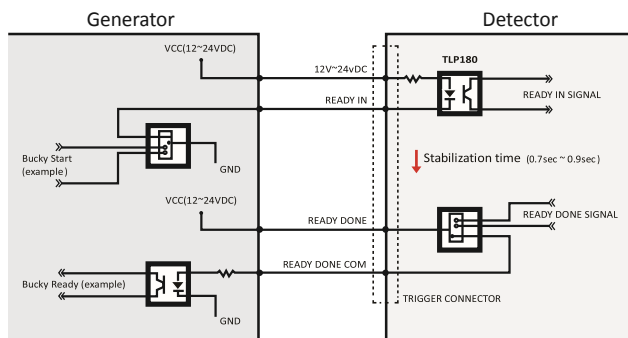 Generator
Detector
VCC(12~24VDC)
12V~24vDC
TLP180
READY IN
READY IN SIGNAL
Bucky Start
(example)
GND
Stabilization time (0.7sec ~ 0.9sec)
VCC(12~24VDC)
READY DONE
READY DONE SIGNAL
READY DONE COM
Bucky Ready (example)
TRIGGER CONNECTOR
GND